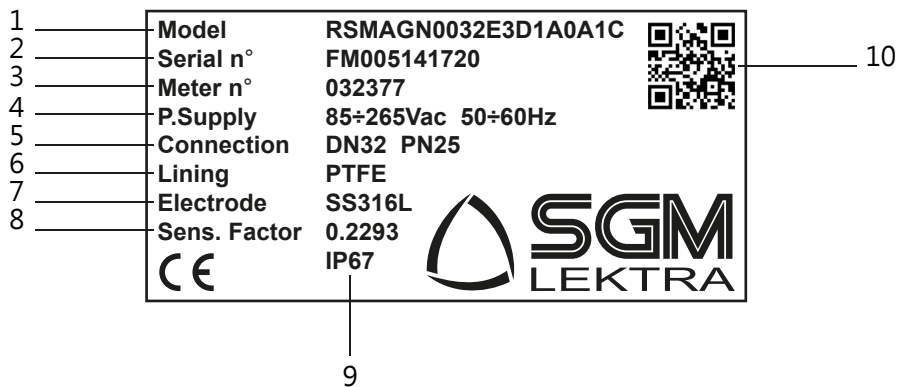 1 Model RSMAGN0032E3D1A0A1C
2 Serial n° FM005141720
3 Meter n° 032377
4 P.Supply 85÷265Vac 50÷60Hz
5 Connection DN32 PN25
6 Lining PTFE
7 Electrode SS316L
8 Sens. Factor 0.2293
CE IP67
SGM
LEKTRA
10
9